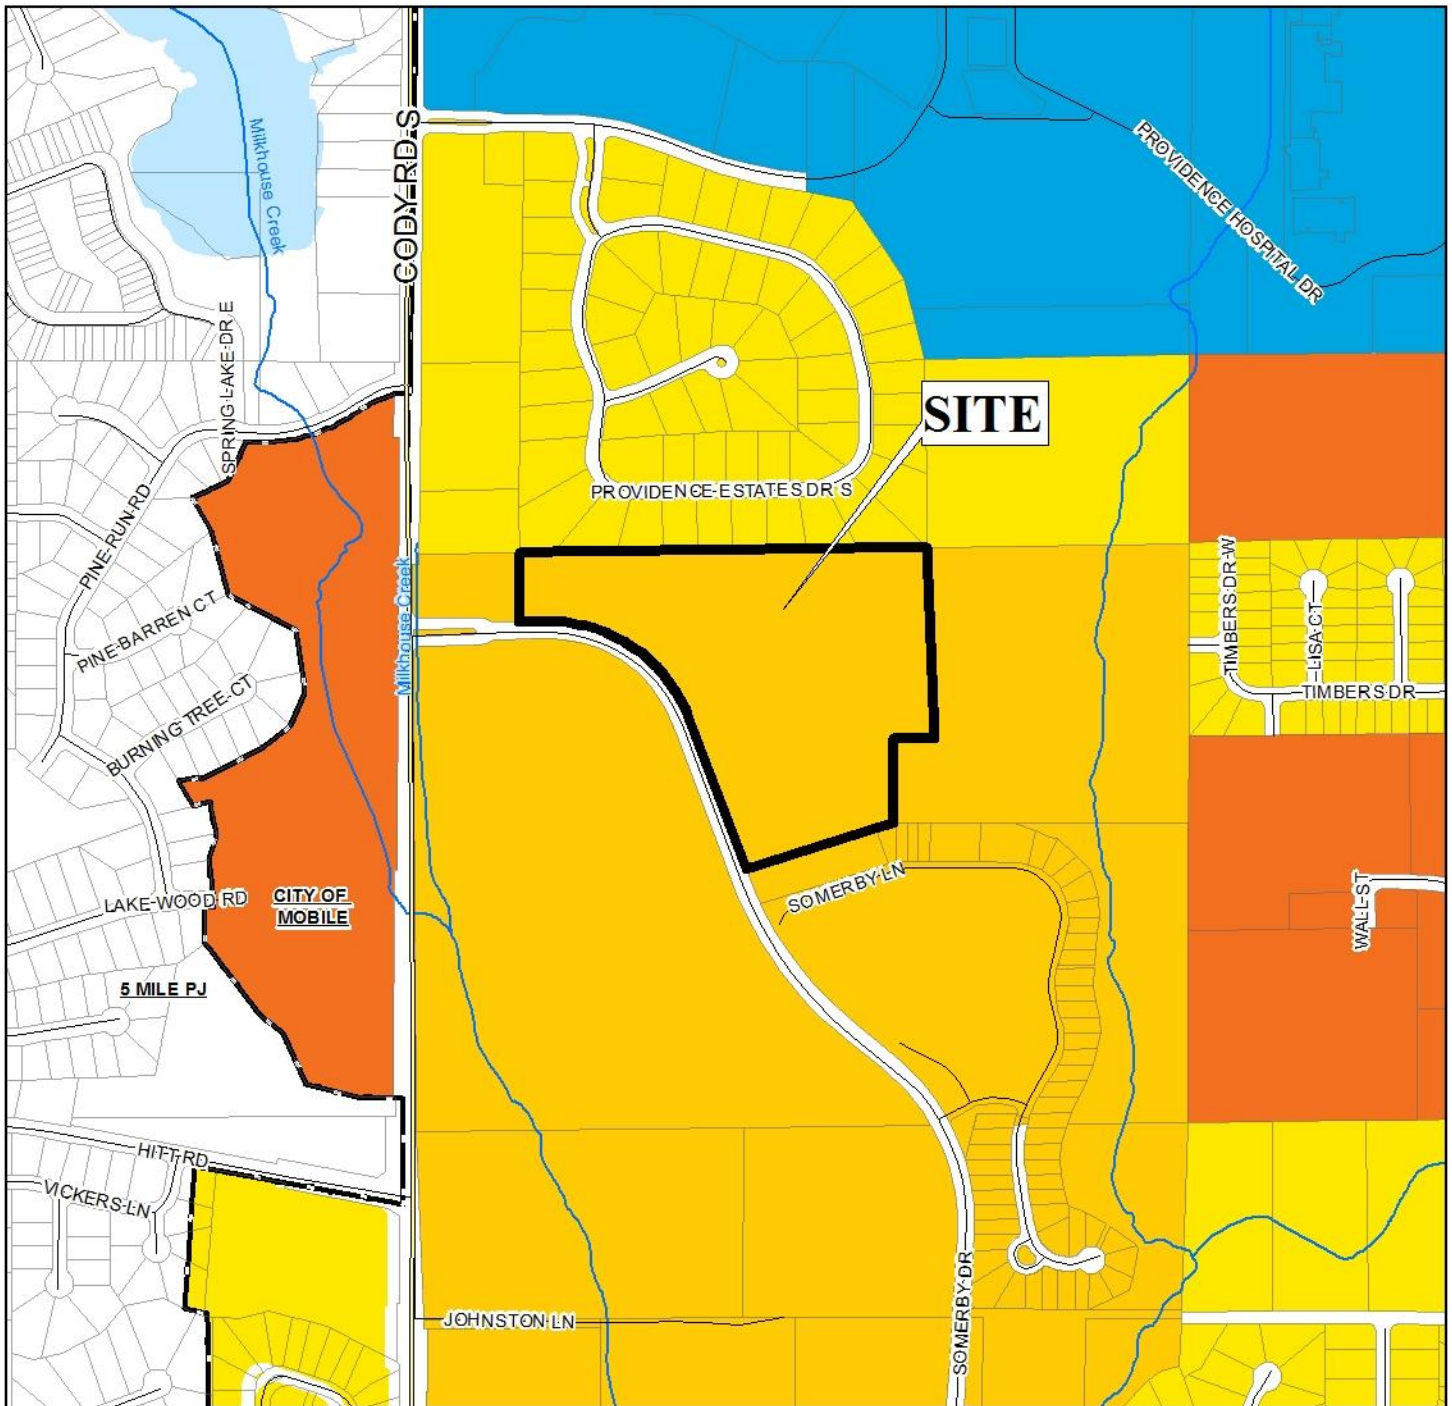 CODY RD S
Milkhouse Creek
PROVIDENCE HOSPITAL DR
SPRING LAKE DR E
SITE
PROVIDENCE ESTATES DR S
PINE RUN RD
TIMBERS DR W
LISA CT
PINE BARREN CT
Milkhouse Creek
TIMBERS DR
BURNING TREE CT
SOMERBY LN
LAKE WOOD RD
CITY OF
MOBILE
WALL ST
5 MILE PJ
HITT RD
VICKERS LN
SOMERBY DR
JOHNSTON LN